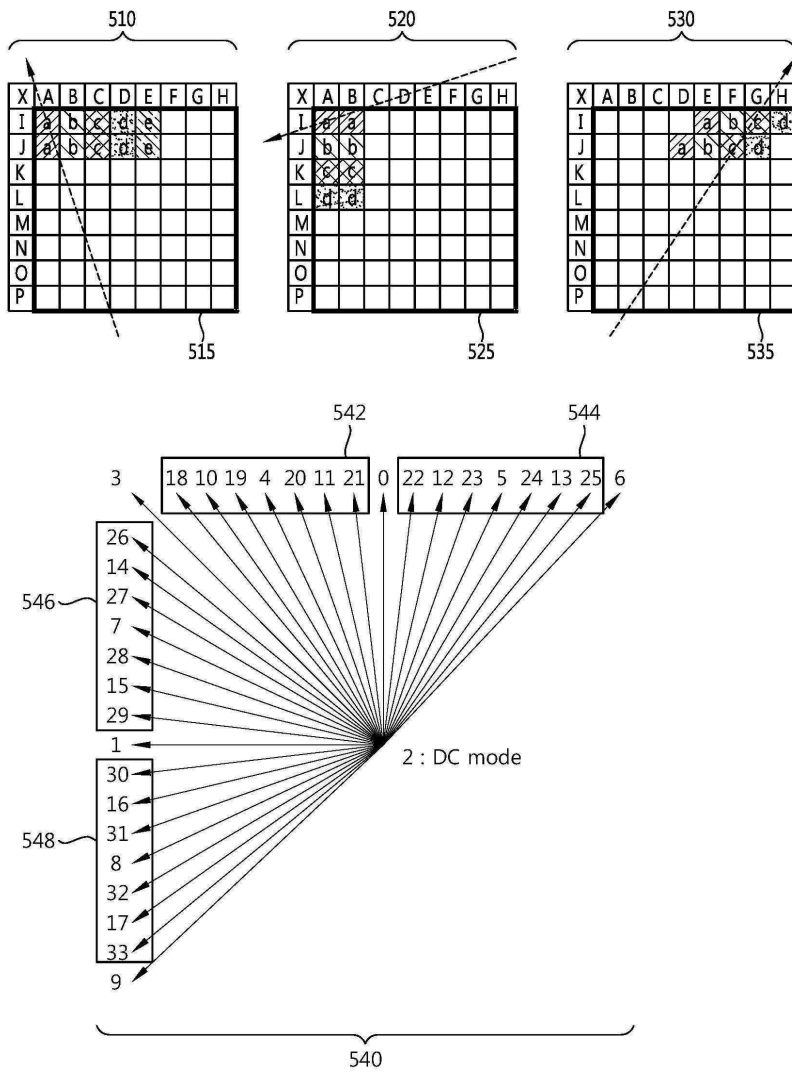 510 520 530
X A B C D E F G H X A B C D E F G H X A B C D E F G H
I a b c d e I a a I a b c d
J a b c d e J b b J a b c d
K K c c K
L L d d L
M M M
N N N
O O O
P P P
515 525 535
542 544
3 18 10 19 4 20 11 21 0 22 12 23 5 24 13 25 6
26
14
546 27
7
28
15
29
1 2 : DC mode
30
16
31
548 8
32
17
33
9
540